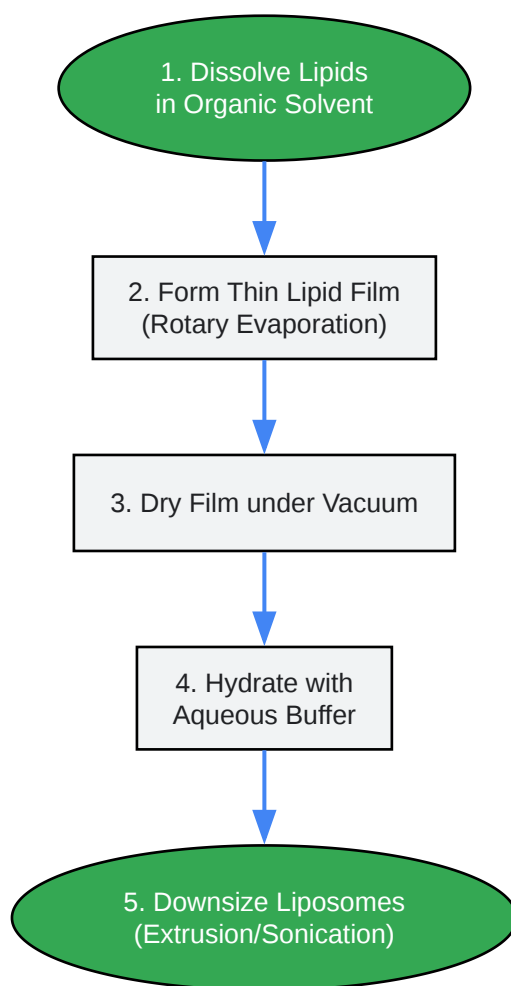 1. Dissolve Lipids
in Organic Solvent
2. Form Thin Lipid Film
(Rotary Evaporation)
3. Dry Film under Vacuum
4. Hydrate with
Aqueous Buffer
5. Downsize Liposomes
(Extrusion/Sonication)